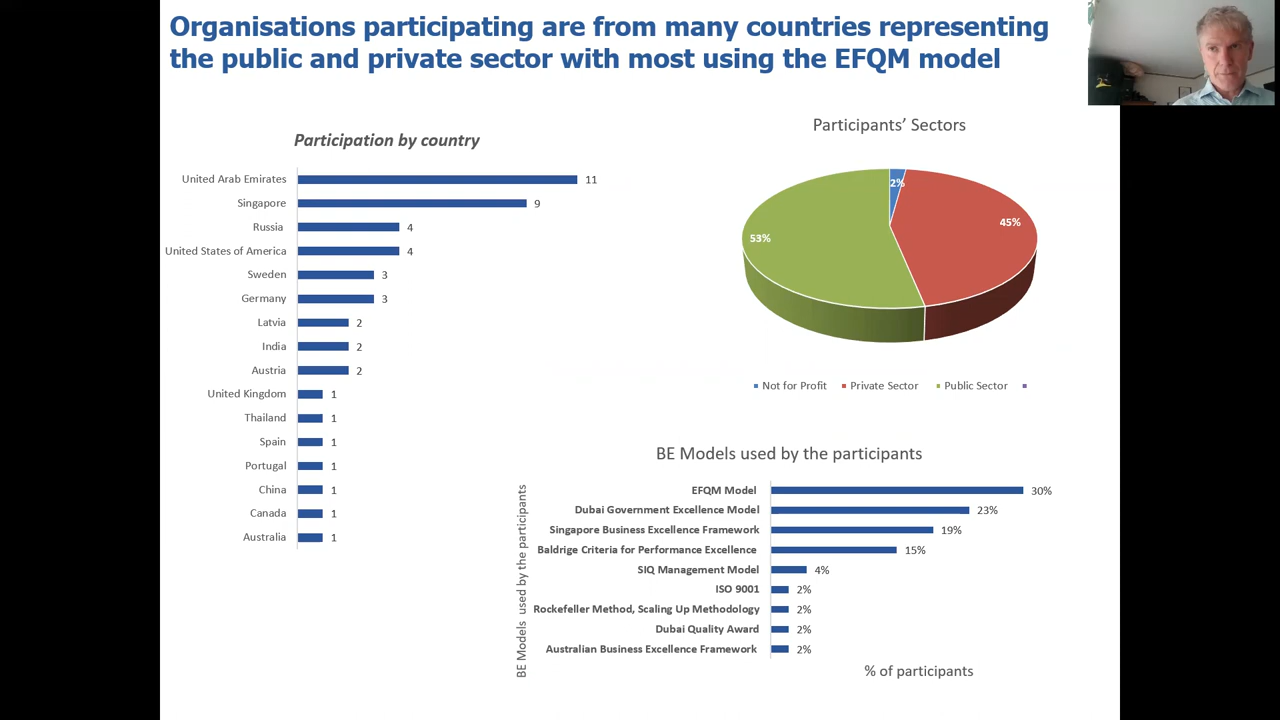 Organisations participating are from many countries representing
the public and private sector with most using the EFQM model
Participation by country
United Arab Emirates 11
Singapore 9
Russia 4
United States of America 4
Sweden 3
Germany 3
Latvia 2
India 2
Austria 2
United Kingdom 1
Thailand 1
Spain 1
Portugal 1
China 1
Canada 1
Australia 1
Participants’ Sectors
2%
45%
53%
Not for Profit Private Sector Public Sector
BE Models used by the participants
BE Models used by the participants
EFQM Model 30%
Dubai Government Excellence Model 23%
Singapore Business Excellence Framework 19%
Baldrige Criteria for Performance Excellence 15%
SIQ Management Model 4%
ISO 9001 2%
Rockefeller Method, Scaling Up Methodology 2%
Dubai Quality Award 2%
Australian Business Excellence Framework 2%
% of participants